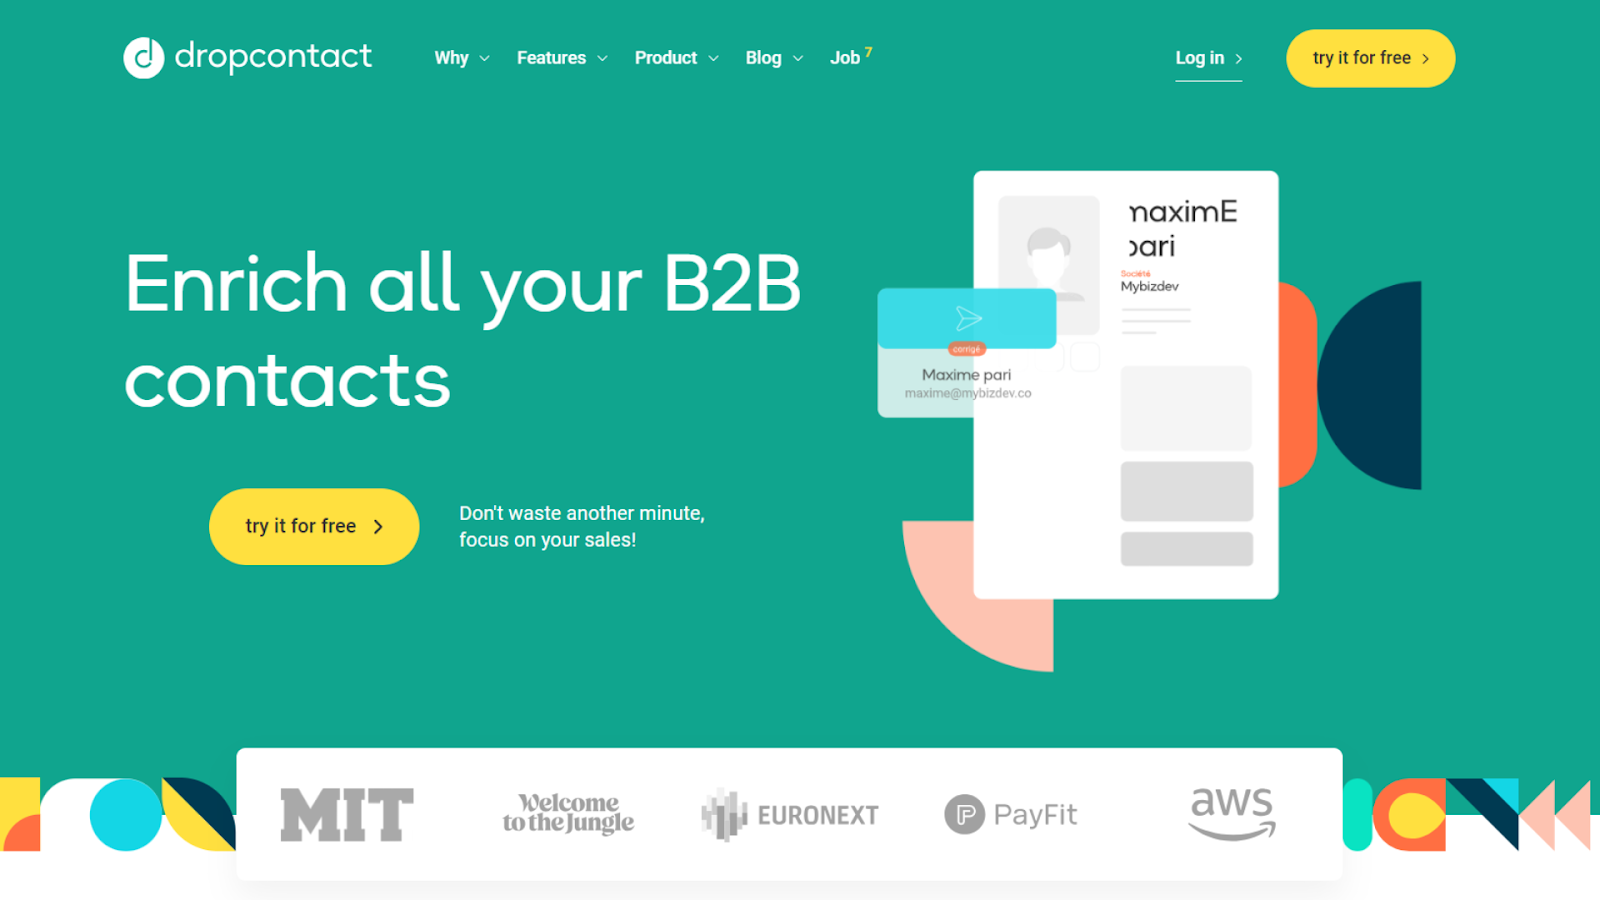 dropcontact
Why
Features
Product
Blog
Job 7
Log in
try it for free
Enrich all your B2B
contacts
try it for free
Don't waste another minute,
focus on your sales!
maximE
pari
Société
Mybizdev
corrigé
Maxime pari
maxime@mybizdev.co
MIT
Welcome
to the Jungle
EURONEXT
PayFit
aws